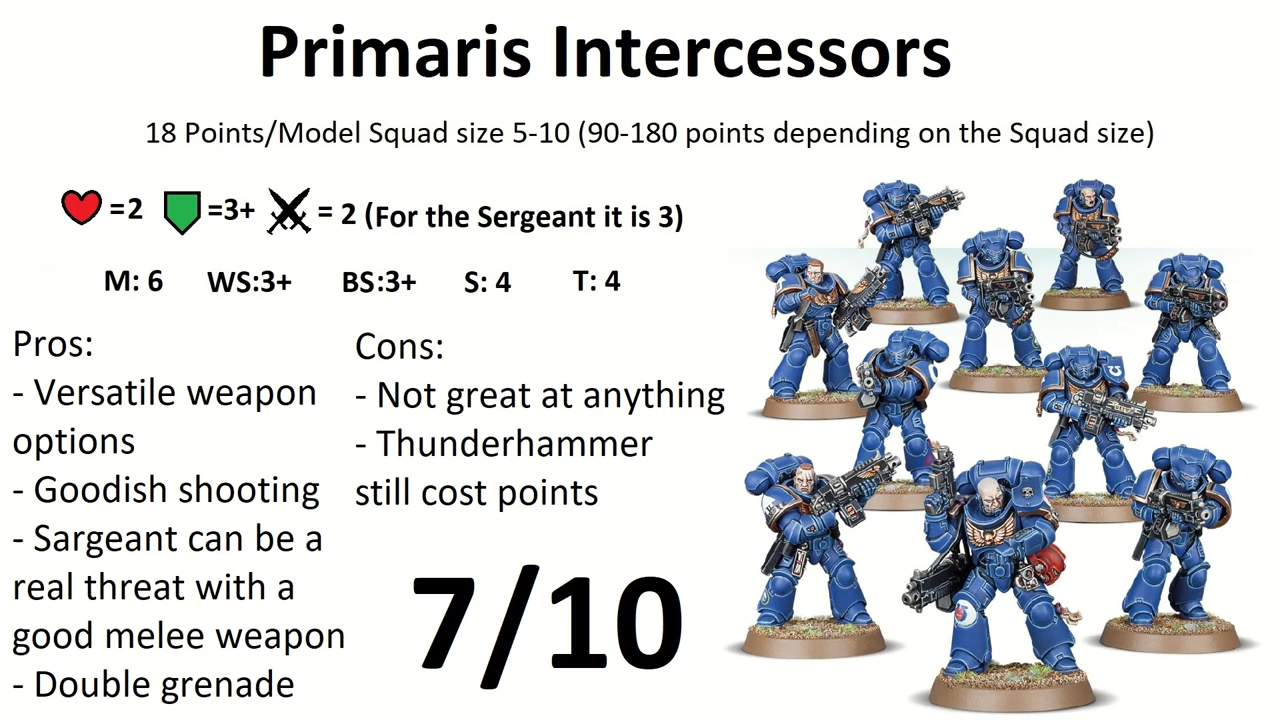 Primaris Intercessors
18 Points/Model Squad size 5-10 (90-180 points depending on the Squad size)
=2 =3+ = 2 (For the Sergeant it is 3)
M: 6 WS:3+ BS:3+ S: 4 T: 4
Pros:
- Versatile weapon
options
- Goodish shooting
- Sargeant can be a
real threat with a
good melee weapon
- Double grenade
Cons:
- Not great at anything
- Thunderhammer
still cost points
7/10